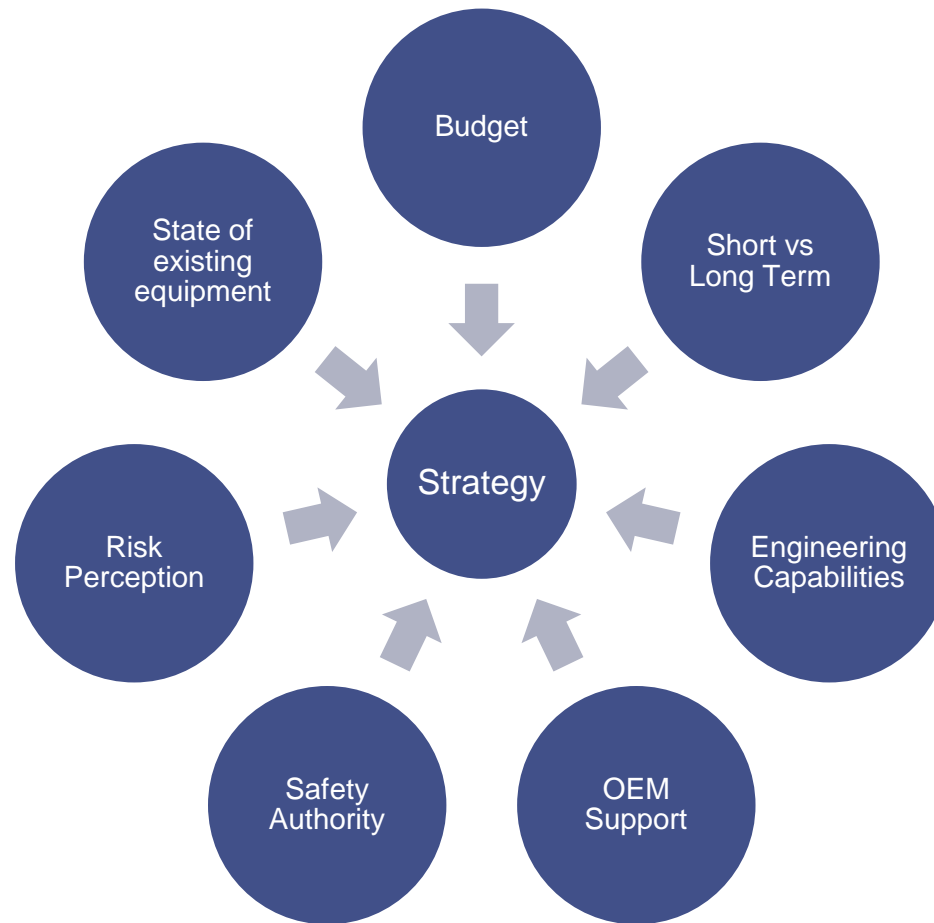 Budget
Short vs
Long Term
Engineering
Capabilities
OEM
Support
Safety
Authority
Risk
Perception
State of
existing
equipment
Strategy